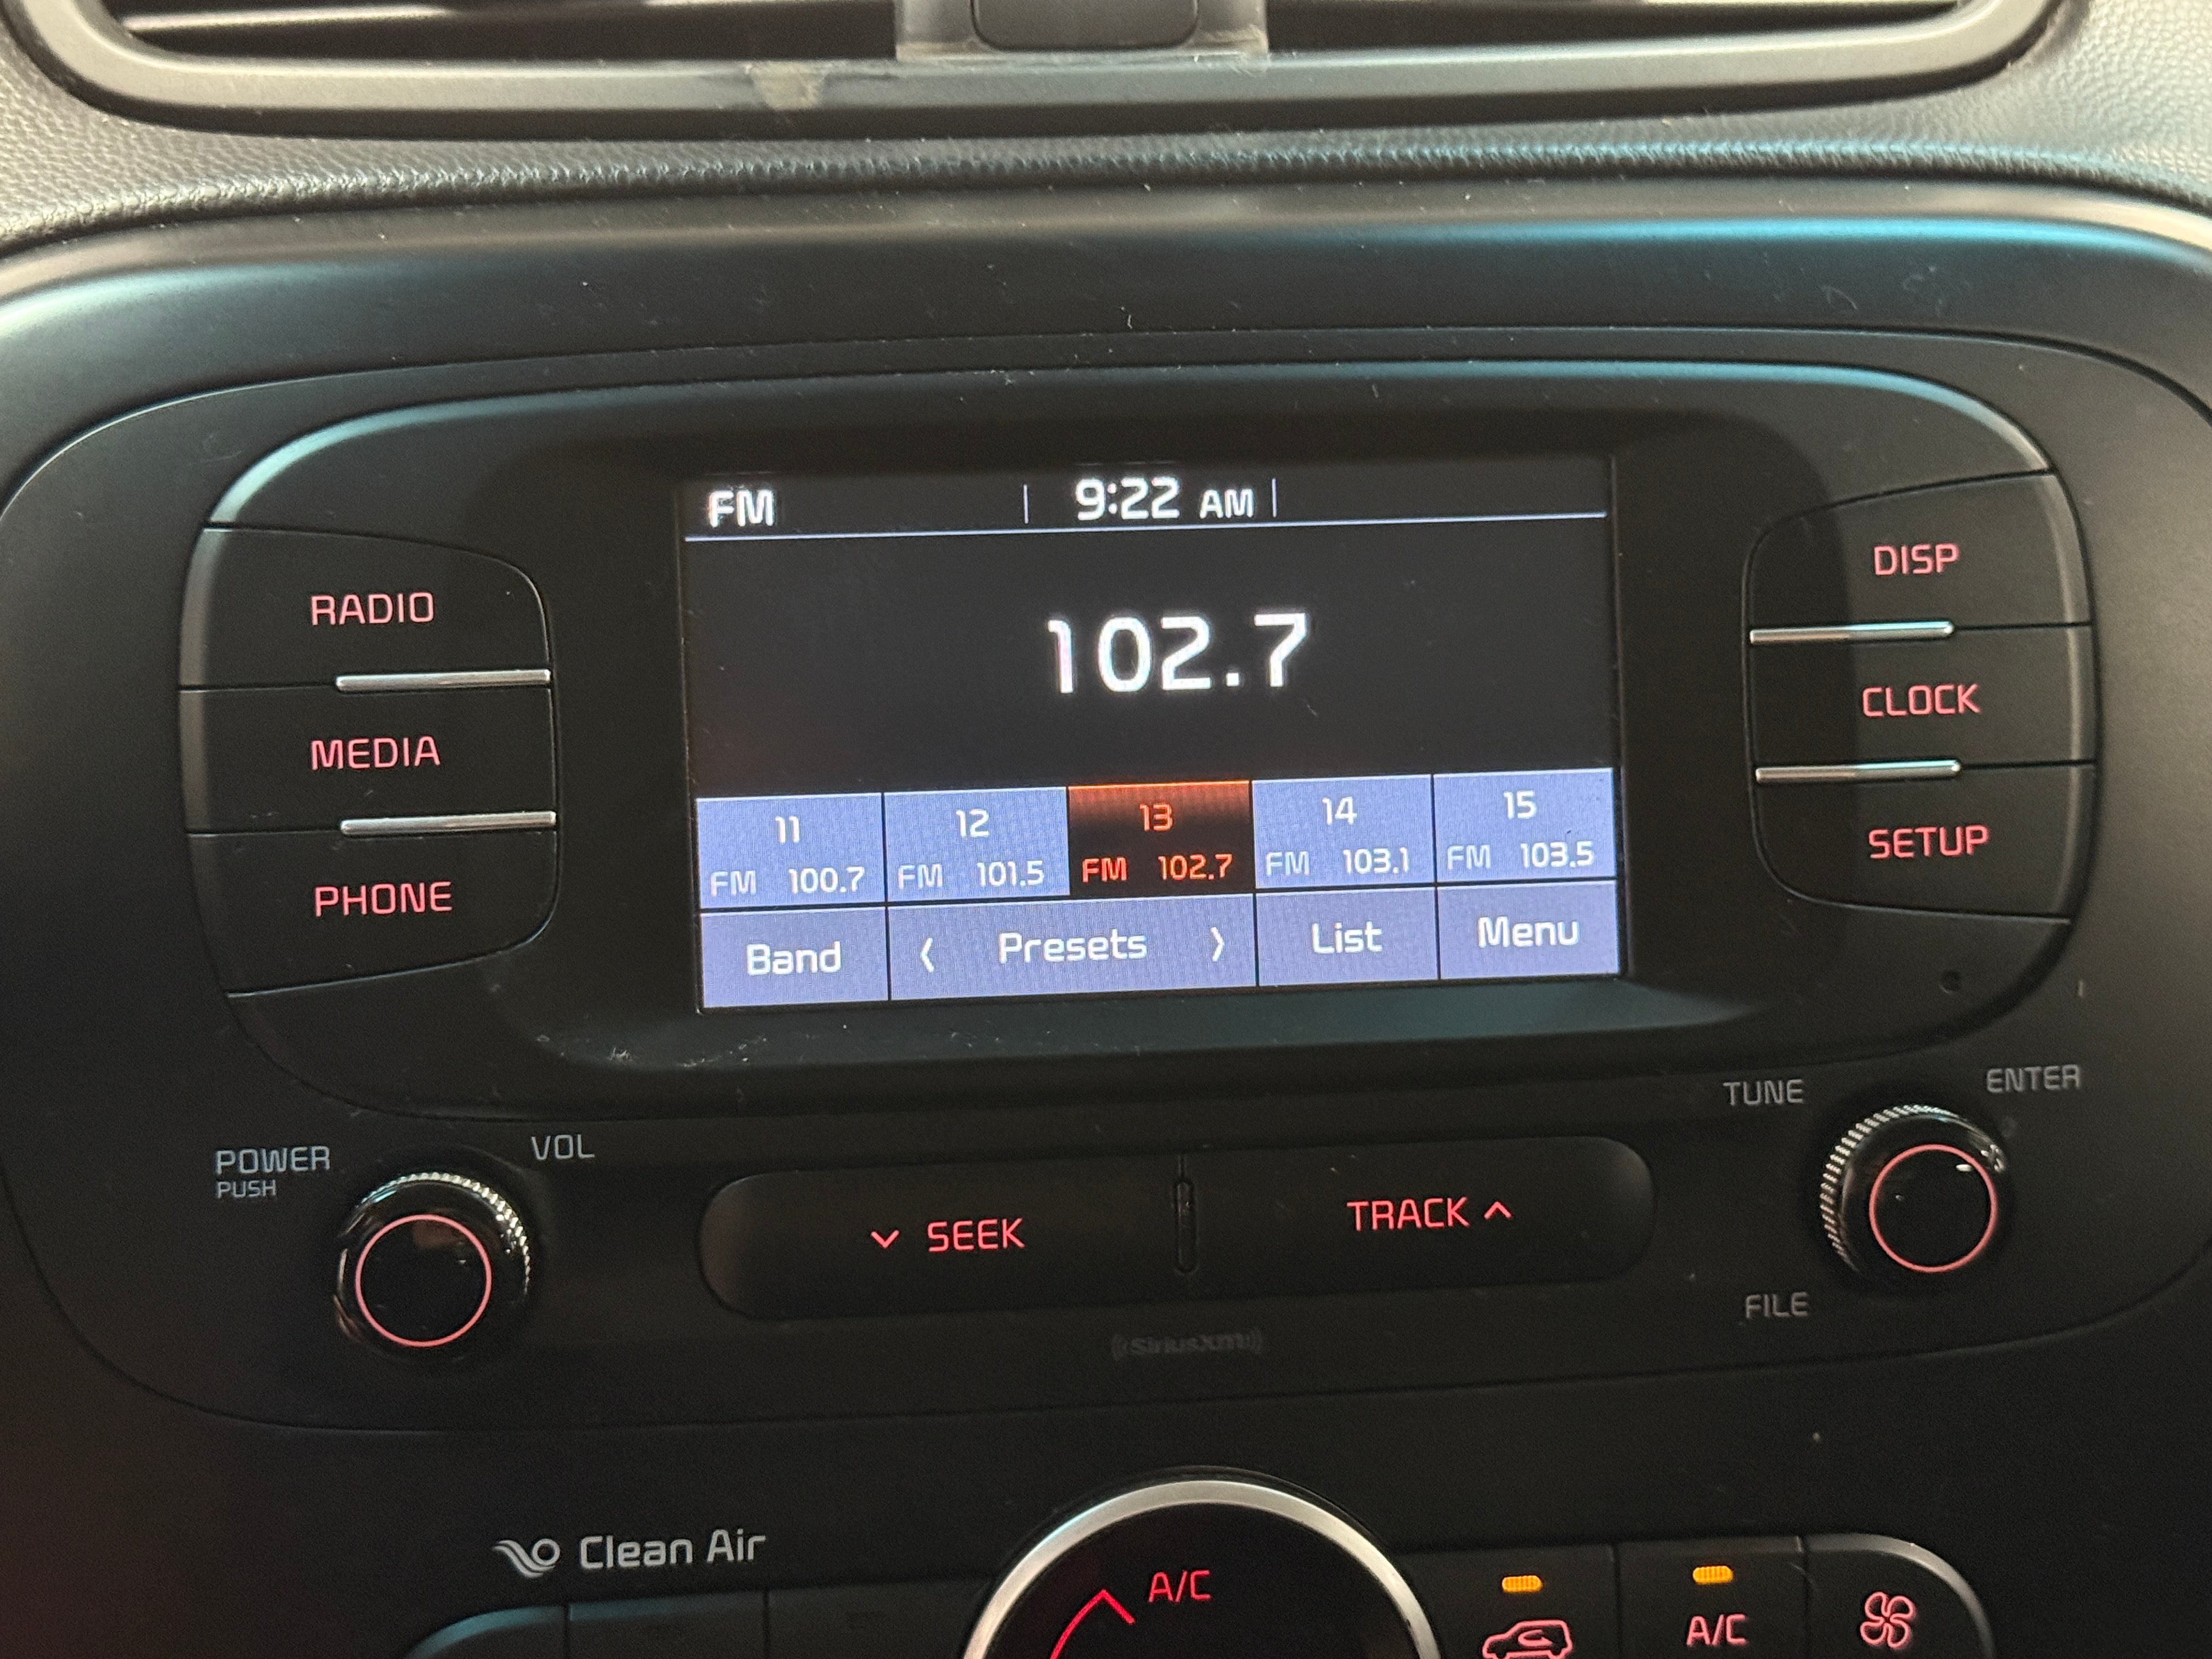 FM 9:22 AM
102.7
11 12 13 14 15
FM 100.7 FM 101.5 FM 102.7 FM 103.1 FM 103.5
Band Presets List Menu
RADIO
MEDIA
PHONE
DISP
CLOCK
SETUP
POWER VOL
PUSH
SEEK TRACK
TUNE ENTER
FILE
SiriusXM
Clean Air
A/C
A/C